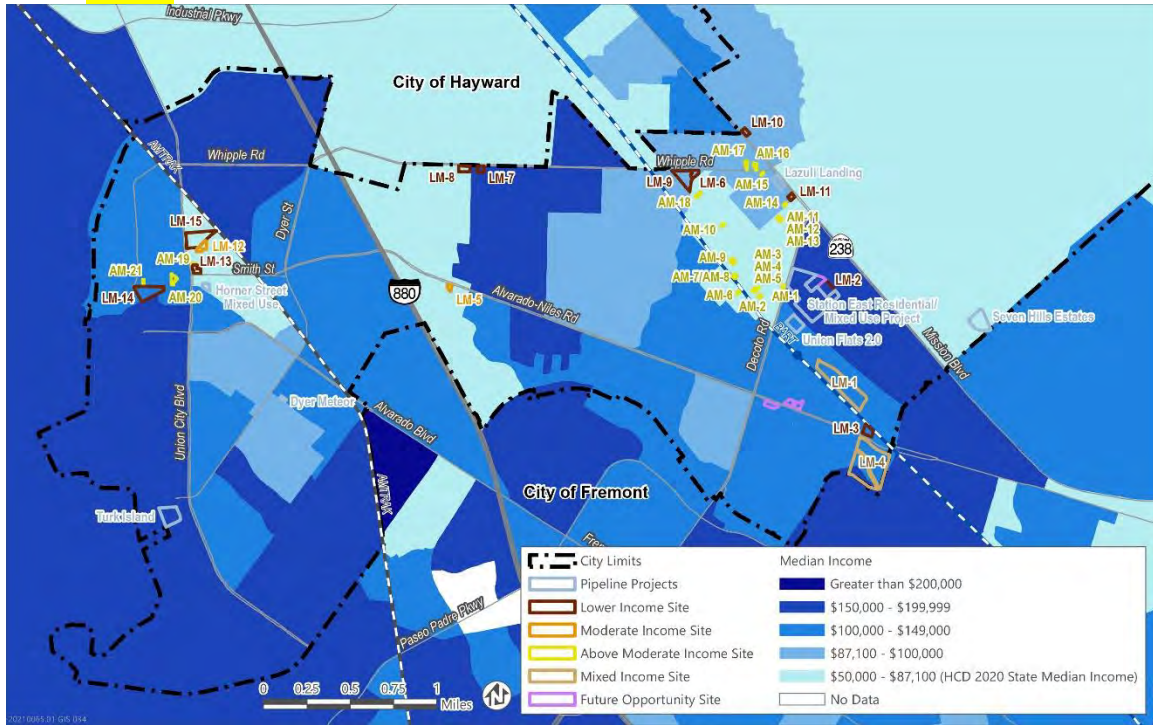 Industrial Pkwy
City of Hayward
AMTRAK
Whipple Rd
Whipple Rd
LM-10
AM-17
AM-16
LM-8
LM-7
LM-9
LM-6
AM-15
Lazuli Landing
AM-18
AM-14
LM-11
AM-11
AM-12
AM-13
AM-10
238
LM-15
LM-12
Dyer St
AM-19
LM-13
Smith St
AM-21
LM-14
AM-20
Horner Street
Mixed Use
880
LM-5
Alvarado-Niles Rd
AM-9
AM-3
AM-4
AM-5
AM-7/AM-8
AM-6
AM-2
AM-1
LM-2
Station East Residential/
Mixed Use Project
Seven Hills Estates
Union Flats 2.0
BART
Decoto Rd
Mission Blvd
LM-1
LM-3
LM-4
Union City Blvd
Dyer Meteor
Alvarado Blvd
AMTRAK
City of Fremont
Turk Island
Paseo Padre Pkwy
City Limits
Pipeline Projects
Lower Income Site
Moderate Income Site
Above Moderate Income Site
Mixed Income Site
Future Opportunity Site
Median Income
Greater than $200,000
$150,000 - $199,999
$100,000 - $149,000
$87,100 - $100,000
$50,000 - $87,100 (HCD 2020 State Median Income)
No Data
0 0.25 0.5 0.75 1
Miles
N